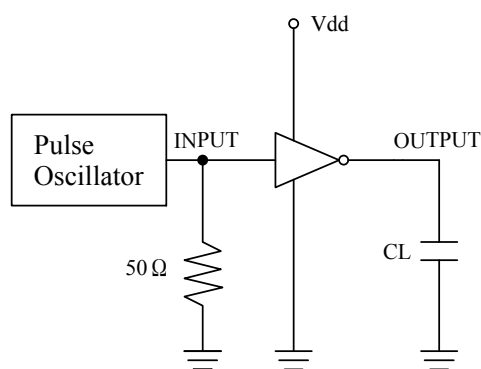 Vdd
Pulse
Oscillator
INPUT
OUTPUT
50 Ω
CL